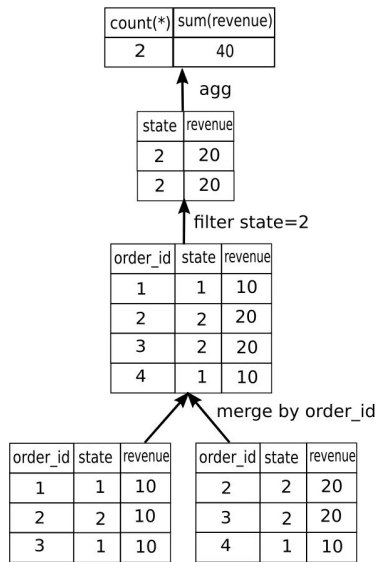 count(*) sum(revenue)
2 40
agg
state revenue
2 20
2 20
filter state=2
order_id state revenue
1 1 10
2 2 20
3 2 20
4 1 10
merge by order_id
order_id state revenue
1 1 10
2 2 10
3 1 10
order_id state revenue
2 2 20
3 2 20
4 1 10